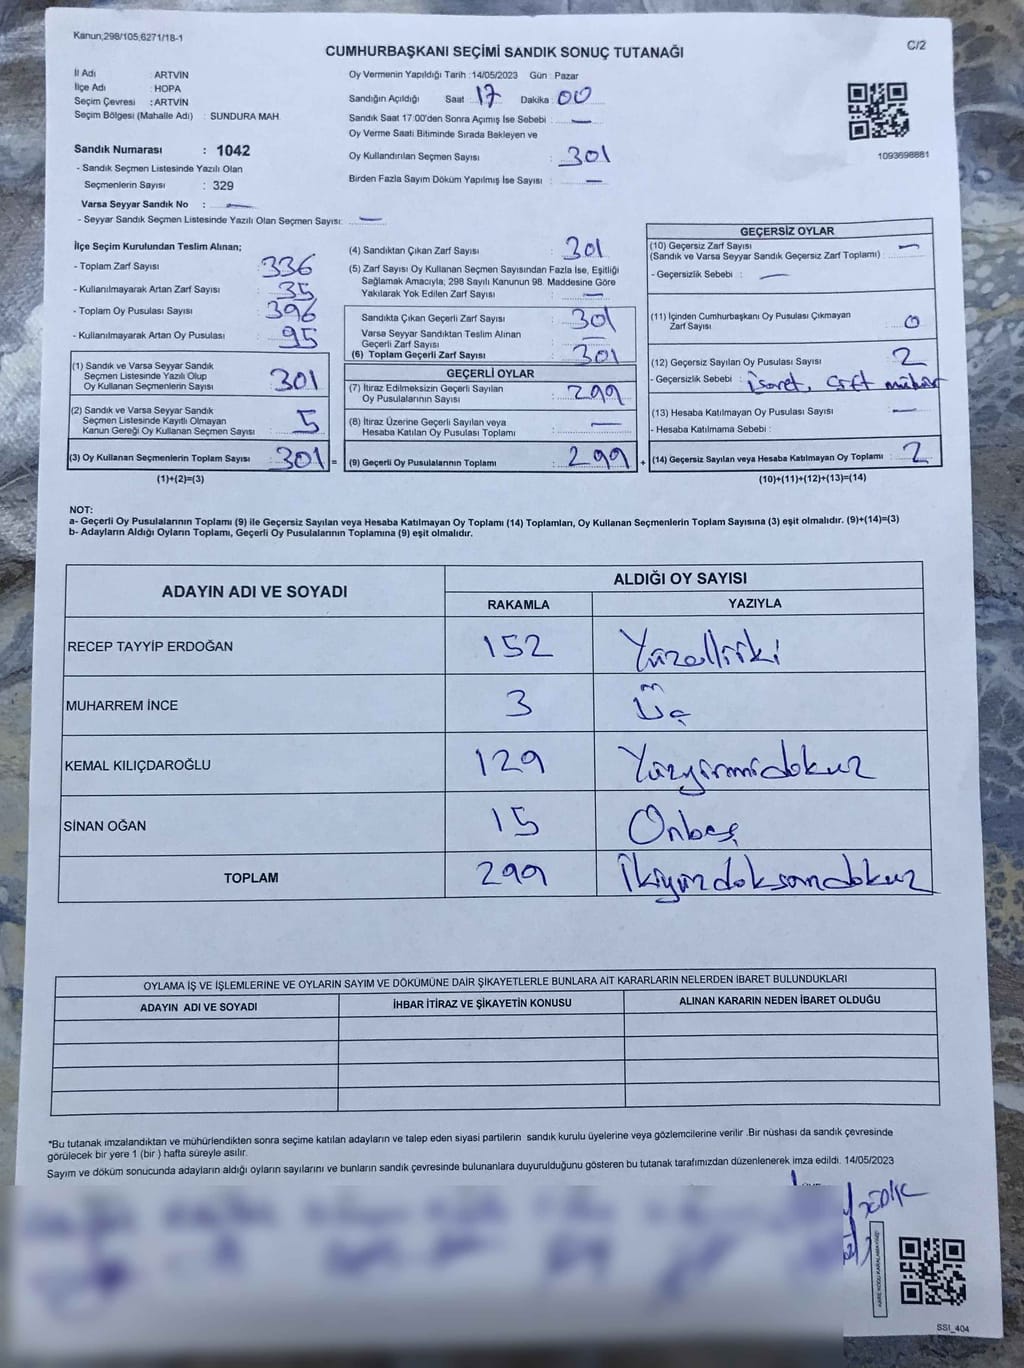 Kanun,298/105,6271/18-1
C/2
CUMHURBAŞKANI SEÇİMİ SANDIK SONUÇ TUTANAĞI
İl Adı : ARTVİN
İlçe Adı : HOPA
Seçim Çevresi : ARTVİN
Seçim Bölgesi (Mahalle Adı) : SUNDURA MAH.
Sandık Numarası : 1042
- Sandık Seçmen Listesinde Yazılı Olan
Seçmenlerin Sayısı : 329
Varsa Seyyar Sandık No : —
- Seyyar Sandık Seçmen Listesinde Yazılı Olan Seçmen Sayısı: —
Oy Vermenin Yapıldığı Tarih :14/05/2023 Gün : Pazar
Sandığın Açıldığı Saat 17 Dakika 00
Sandık Saat 17:00'den Sonra Açımış İse Sebebi : —
Oy Verme Saati Bitiminde Sırada Bekleyen ve
Oy Kullandırılan Seçmen Sayısı : 301
Birden Fazla Sayım Döküm Yapılmış İse Sayısı : —
1093698881
İlçe Seçim Kurulundan Teslim Alınan;
- Toplam Zarf Sayısı : 336
- Kullanılmayarak Artan Zarf Sayısı : 35
- Toplam Oy Pusulası Sayısı : 396
- Kullanılmayarak Artan Oy Pusulası : 95
(1) Sandık ve Varsa Seyyar Sandık
Seçmen Listesinde Yazılı Olup
Oy Kullanan Seçmenlerin Sayısı : 301
(2) Sandık ve Varsa Seyyar Sandık
Seçmen Listesinde Kayıtlı Olmayan
Kanun Gereği Oy Kullanan Seçmen Sayısı : 5
(3) Oy Kullanan Seçmenlerin Toplam Sayısı : 301 =
(1)+(2)=(3)
(4) Sandıktan Çıkan Zarf Sayısı : 301
(5) Zarf Sayısı Oy Kullanan Seçmen Sayısından Fazla İse, Eşitliği
Sağlamak Amacıyla; 298 Sayılı Kanunun 98. Maddesine Göre
Yakılarak Yok Edilen Zarf Sayısı : —
Sandıkta Çıkan Geçerli Zarf Sayısı : 301
Varsa Seyyar Sandıktan Teslim Alınan
Geçerli Zarf Sayısı : —
(6) Toplam Geçerli Zarf Sayısı : 301
GEÇERLİ OYLAR
(7) İtiraz Edilmeksizin Geçerli Sayılan
Oy Pusulalarının Sayısı : 299
(8) İtiraz Üzerine Geçerli Sayılan veya
Hesaba Katılan Oy Pusulası Toplamı : —
(9) Geçerli Oy Pusulalarının Toplamı : 299 +
GEÇERSİZ OYLAR
(10) Geçersiz Zarf Sayısı —
(Sandık ve Varsa Seyyar Sandık Geçersiz Zarf Toplamı) :
- Geçersizlik Sebebi : —
(11) İçinden Cumhurbaşkanı Oy Pusulası Çıkmayan
Zarf Sayısı : 0
(12) Geçersiz Sayılan Oy Pusulası Sayısı : 2
- Geçersizlik Sebebi : İşaret, Çift mühür
(13) Hesaba Katılmayan Oy Pusulası Sayısı : —
- Hesaba Katılmama Sebebi :
(14) Geçersiz Sayılan veya Hesaba Katılmayan Oy Toplamı : 2
(10)+(11)+(12)+(13)=(14)
NOT:
a- Geçerli Oy Pusulalarının Toplamı (9) ile Geçersiz Sayılan veya Hesaba Katılmayan Oy Toplamı (14) Toplamları, Oy Kullanan Seçmenlerin Toplam Sayısına (3) eşit olmalıdır. (9)+(14)=(3)
b- Adayların Aldığı Oyların Toplamı, Geçerli Oy Pusulalarının Toplamına (9) eşit olmalıdır.
ADAYIN ADI VE SOYADI
ALDIĞI OY SAYISI
RAKAMLA YAZIYLA
RECEP TAYYİP ERDOĞAN 152 Yüzelliiki
MUHARREM İNCE 3 Üç
KEMAL KILIÇDAROĞLU 129 Yüzyirmidokuz
SİNAN OĞAN 15 Onbeş
TOPLAM 299 İkiyüzdoksandokuz
OYLAMA İŞ VE İŞLEMLERİNE VE OYLARIN SAYIM VE DÖKÜMÜNE DAİR ŞİKAYETLERLE BUNLARA AİT KARARLARIN NELERDEN İBARET BULUNDUKLARI
ADAYIN ADI VE SOYADI İHBAR İTİRAZ VE ŞİKAYETİN KONUSU ALINAN KARARIN NEDEN İBARET OLDUĞU
*Bu tutanak imzalandıktan ve mühürlendikten sonra seçime katılan adayların ve talep eden siyasi partilerin sandık kurulu üyelerine veya gözlemcilerine verilir .Bir nüshası da sandık çevresinde
görülecek bir yere 1 (bir ) hafta süreyle asılır.
Sayım ve döküm sonucunda adayların aldığı oyların sayılarını ve bunların sandık çevresinde bulunanlara duyurulduğunu gösteren bu tutanak tarafımızdan düzenlenerek imza edildi. 14/05/2023
SSI_404